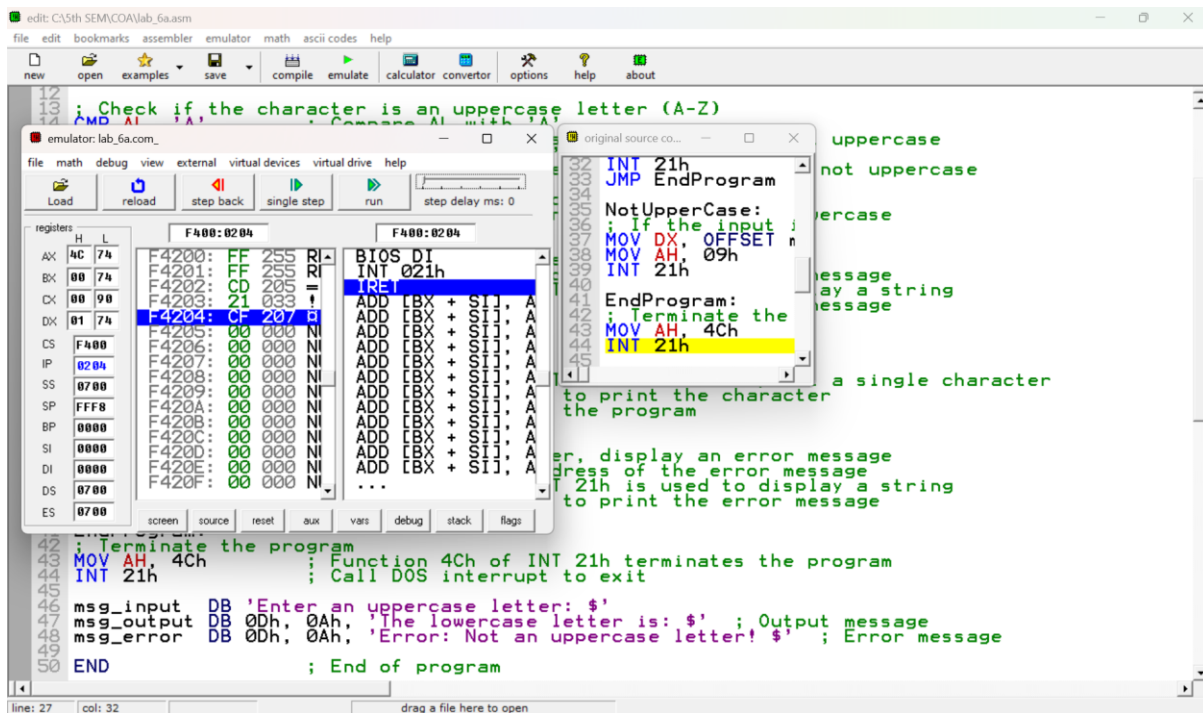 edit: C:\5th SEM\COA\lab_6a.asm
file edit bookmarks assembler emulator math ascii codes help
new open examples save compile emulate calculator convertor options help about
12
13 ; Check if the character is an uppercase letter (A-Z)
14 CMP AL, 'A' ; Compare AL with 'A'
uppercase
not uppercase
message
ay a string
message
a single character
to print the character
the program
er, display an error message
dress of the error message
T 21h is used to display a string
to print the error message
emulator: lab_6a.com_
file math debug view external virtual devices virtual drive help
Load reload step back single step run step delay ms: 0
registers
H L
F400:0204 F400:0204
AX 4C 74
BX 00 74
CX 00 90
DX 01 74
CS F400
IP 0204
SS 0700
SP FFF8
BP 0000
SI 0000
DI 0000
DS 0700
ES 0700
F4200: FF 255
F4201: FF 255
F4202: CD 205 =
F4203: 21 033 !
F4204: CF 207
F4205: 00 000
F4206: 00 000
F4207: 00 000
F4208: 00 000
F4209: 00 000
F420A: 00 000
F420B: 00 000
F420C: 00 000
F420D: 00 000
F420E: 00 000
F420F: 00 000
BIOS DI
INT 021h
IRET
ADD [BX + SI], A
ADD [BX + SI], A
ADD [BX + SI], A
ADD [BX + SI], A
ADD [BX + SI], A
ADD [BX + SI], A
ADD [BX + SI], A
ADD [BX + SI], A
ADD [BX + SI], A
ADD [BX + SI], A
ADD [BX + SI], A
...
screen source reset aux vars debug stack flags
original source co...
32 INT 21h
33 JMP EndProgram
34
35 NotUpperCase:
36 ; If the input i
37 MOV DX, OFFSET m
38 MOV AH, 09h
39 INT 21h
40
41 EndProgram:
42 ; Terminate the
43 MOV AH, 4Ch
44 INT 21h
45
42 ; Terminate the program
43 MOV AH, 4Ch ; Function 4Ch of INT 21h terminates the program
44 INT 21h ; Call DOS interrupt to exit
45
46 msg_input DB 'Enter an uppercase letter: $'
47 msg_output DB 0Dh, 0Ah, 'The lowercase letter is: $' ; Output message
48 msg_error DB 0Dh, 0Ah, 'Error: Not an uppercase letter! $' ; Error message
49
50 END ; End of program
line: 27 col: 32 drag a file here to open